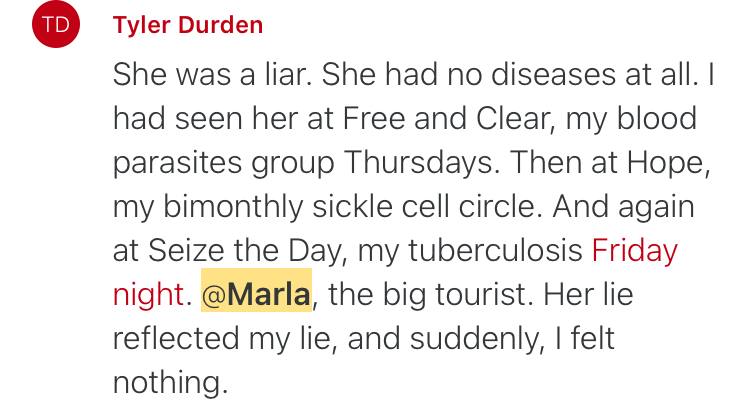 TD
Tyler Durden
She was a liar. She had no diseases at all. I
had seen her at Free and Clear, my blood
parasites group Thursdays. Then at Hope,
my bimonthly sickle cell circle. And again
at Seize the Day, my tuberculosis Friday
night. @Marla, the big tourist. Her lie
reflected my lie, and suddenly, I felt
nothing.